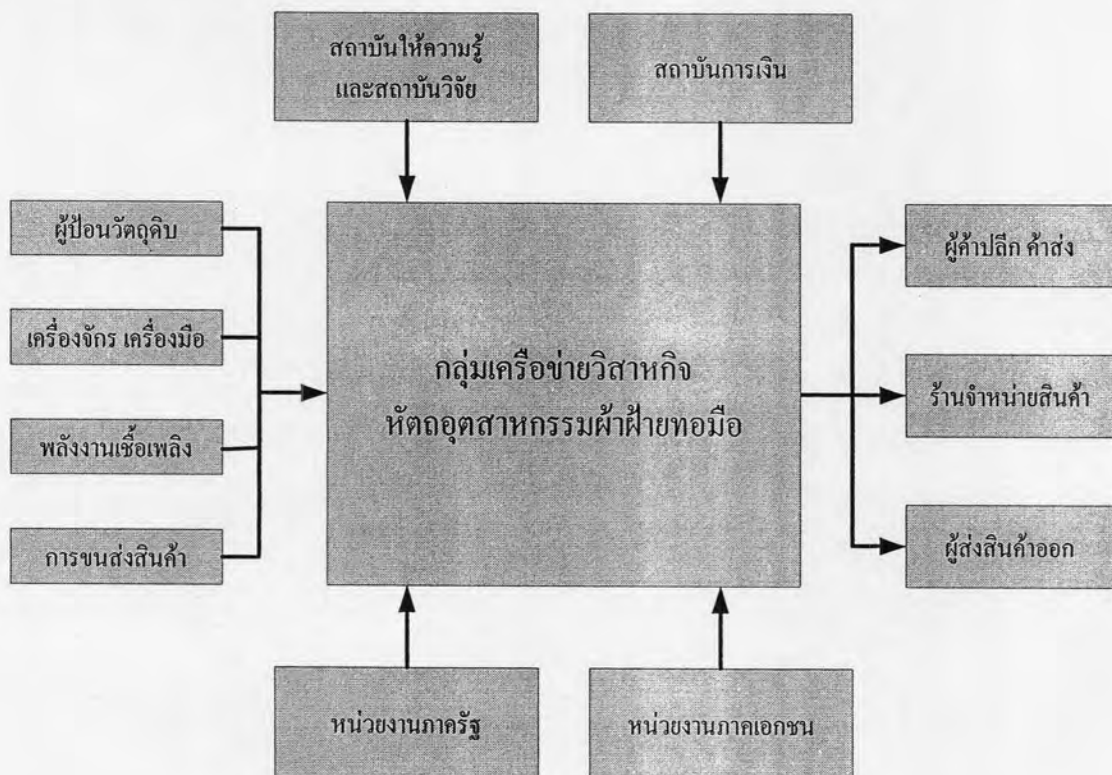 สถาบันให้ความรู้
และสถาบันวิจัย
สถาบันการเงิน
ผู้ป้อนวัตถุดิบ
เครื่องจักร เครื่องมือ
พลังงานเชื้อเพลิง
การขนส่งสินค้า
กลุ่มเครือข่ายวิสาหกิจ
หัตถอุตสาหกรรมผ้าฝ้ายทอมือ
ผู้ค้าปลีก ค้าส่ง
ร้านจำหน่ายสินค้า
ผู้ส่งสินค้าออก
หน่วยงานภาครัฐ
หน่วยงานภาคเอกชน